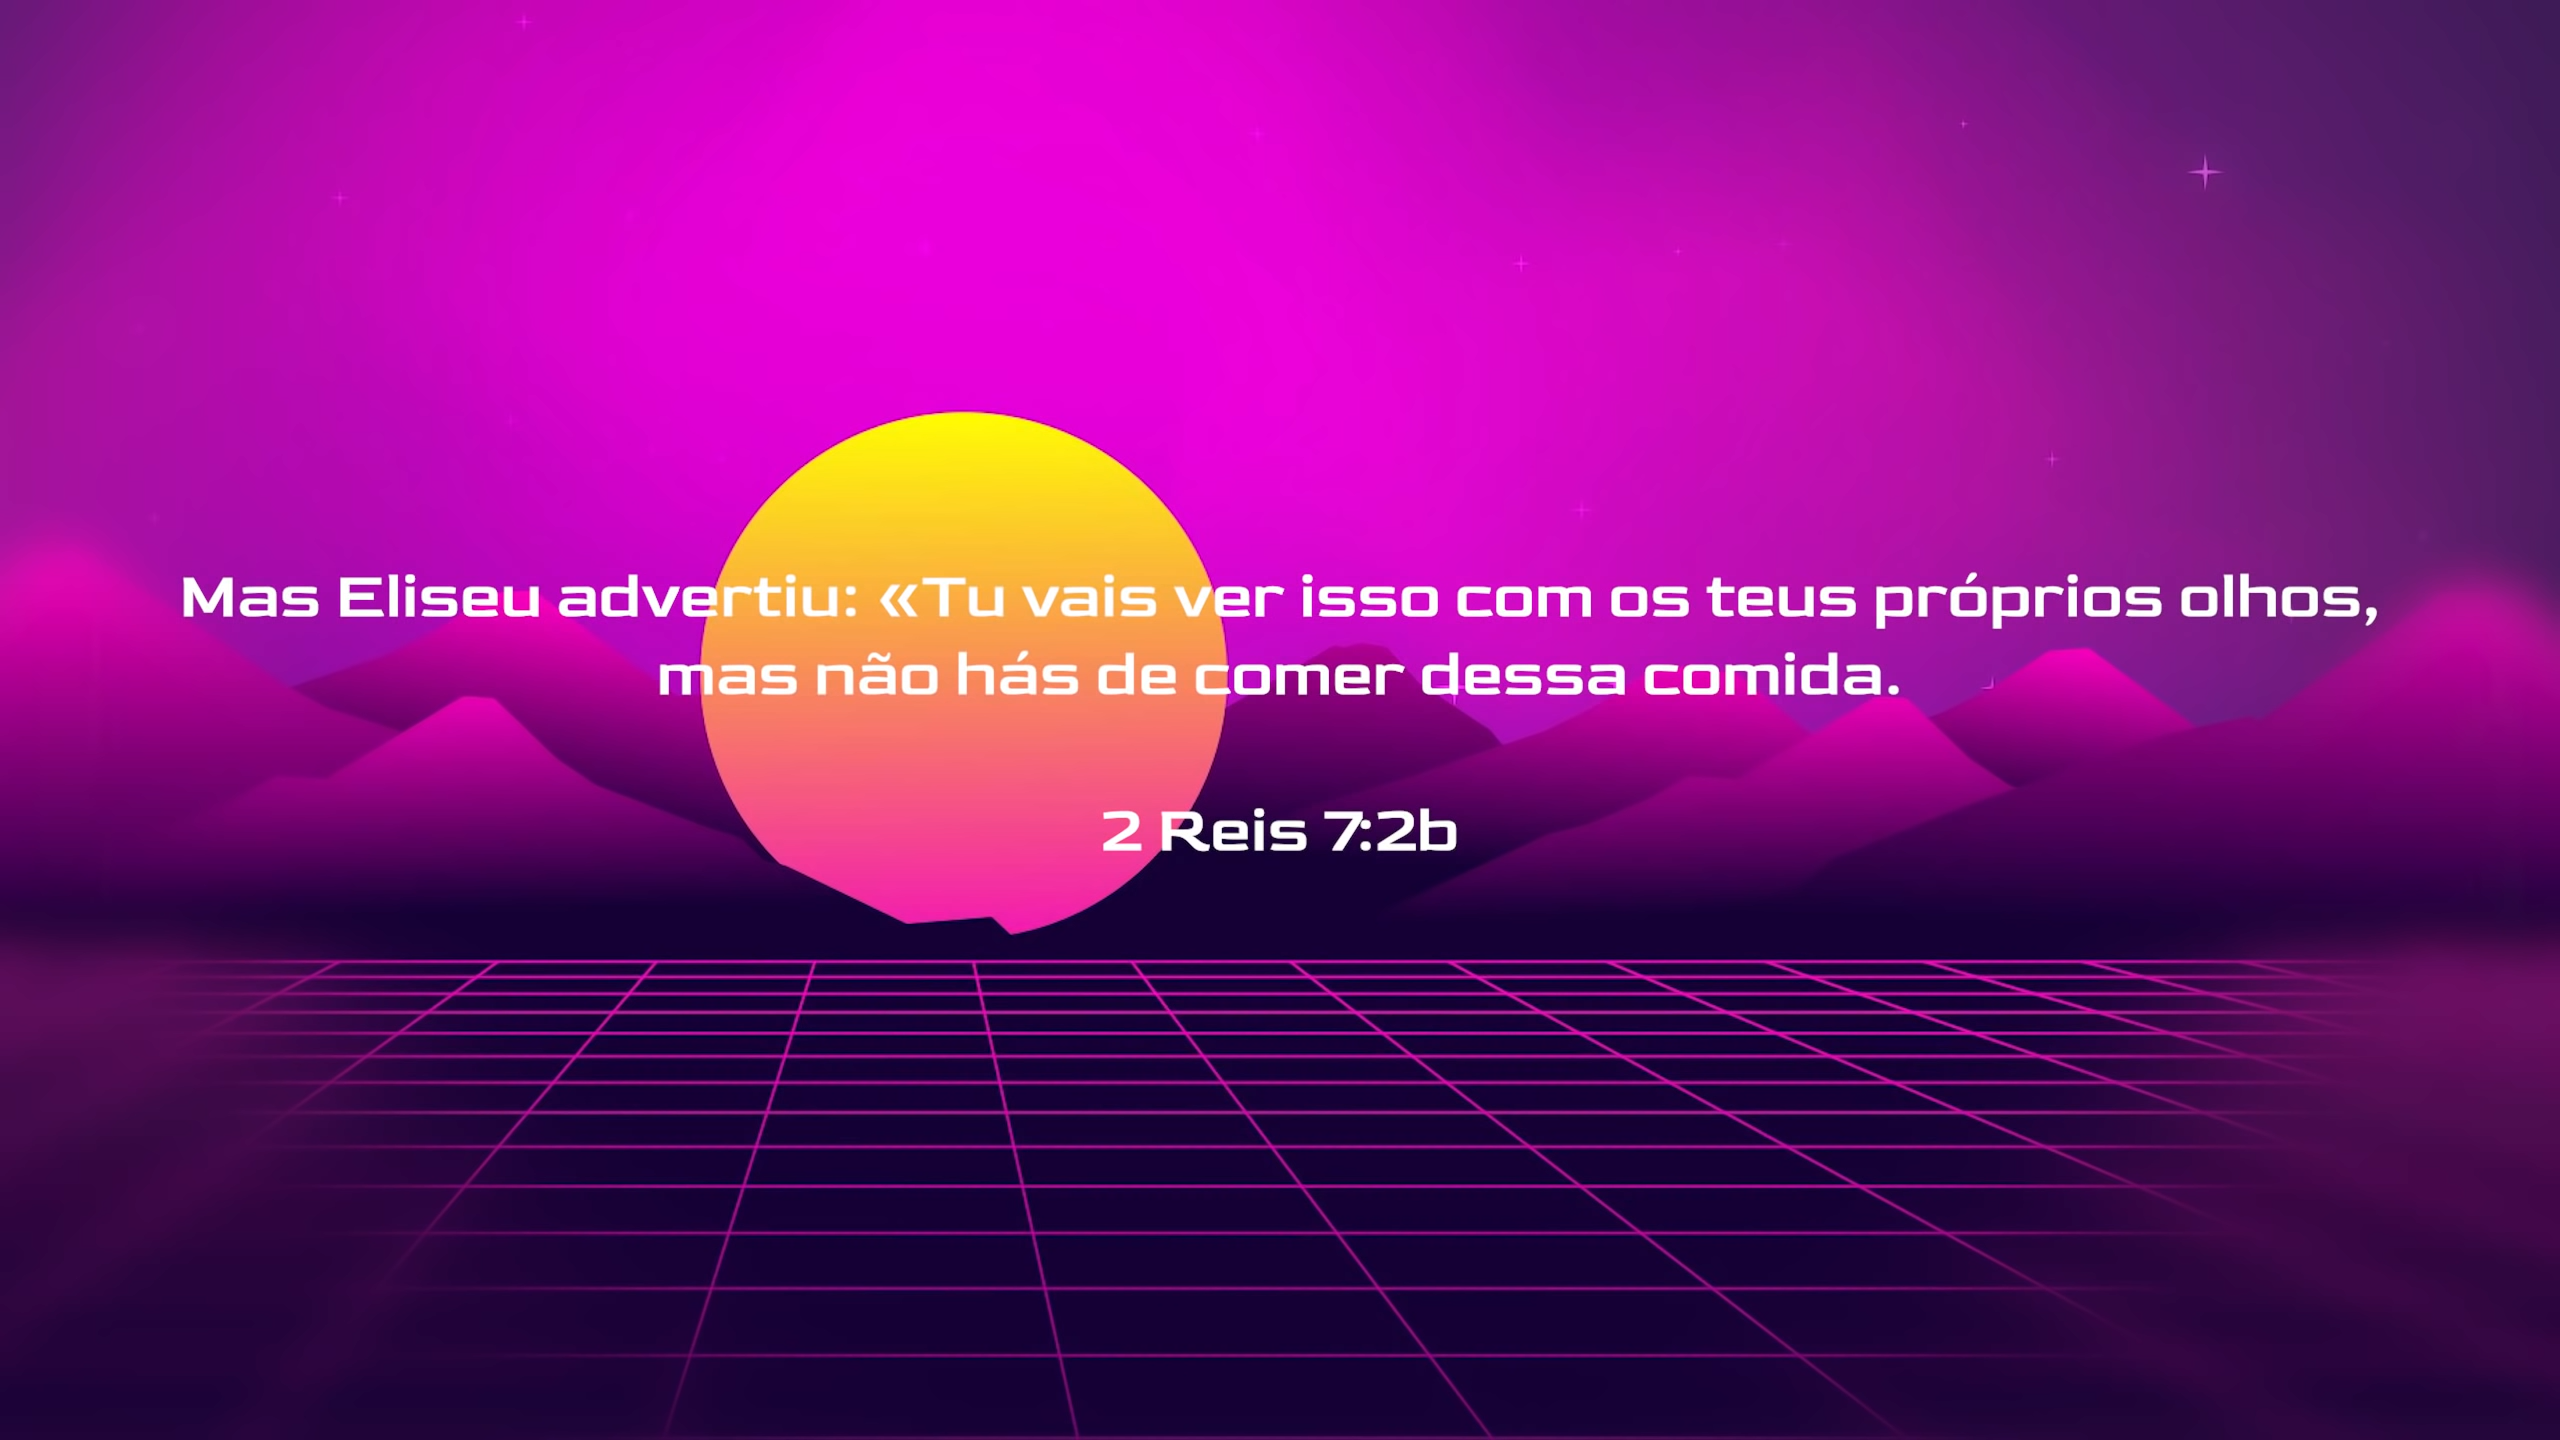 Mas Eliseu advertiu: «Tu vais ver isso com os teus próprios olhos,
mas não hás de comer dessa comida.
2 Reis 7:2b